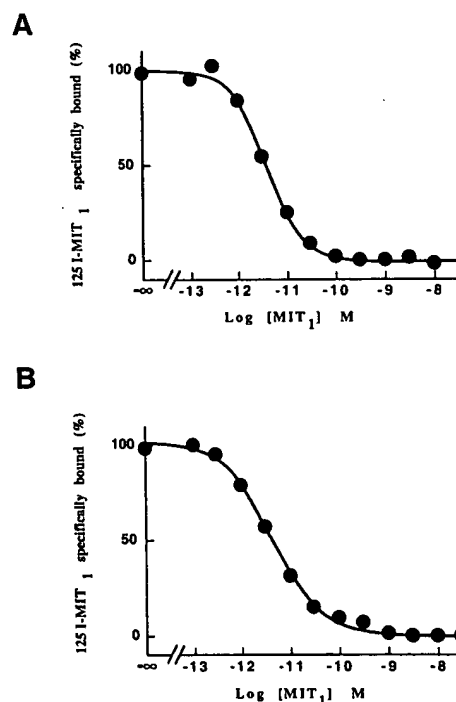 A
125 I-MIT 1 specifically bound (%)
100
50
0
-∞ -13 -12 -11 -10 -9 -8
Log [MIT1] M
B
125 I-MIT 1 specifically bound (%)
100
50
0
-∞ -13 -12 -11 -10 -9 -8
Log [MIT1] M